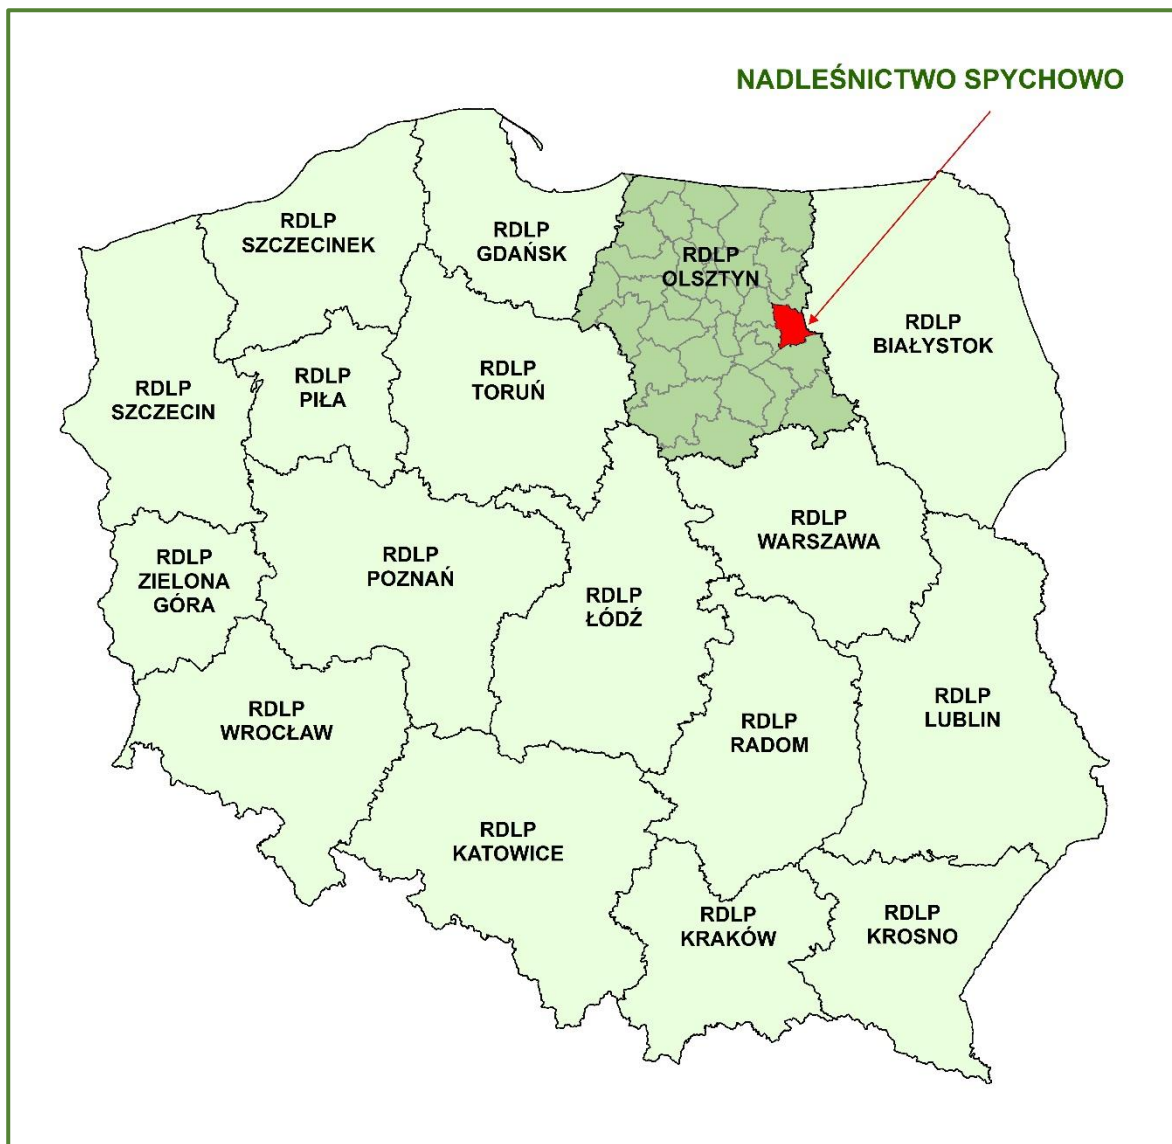 NADLEŚNICTWO SPYCHOWO
RDLP
SZCZECINEK
RDLP
GDAŃSK
RDLP
OLSZTYN
RDLP
BIAŁYSTOK
RDLP
SZCZECIN
RDLP
PIŁA
RDLP
TORUŃ
RDLP
WARSZAWA
RDLP
ZIELONA
GÓRA
RDLP
POZNAŃ
RDLP
ŁÓDŹ
RDLP
WROCŁAW
RDLP
RADOM
RDLP
LUBLIN
RDLP
KATOWICE
RDLP
KRAKÓW
RDLP
KROSNO